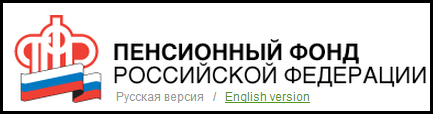 ПЕНСИОННЫЙ ФОНД
РОССИЙСКОЙ ФЕДЕРАЦИИ
Русская версия / English version